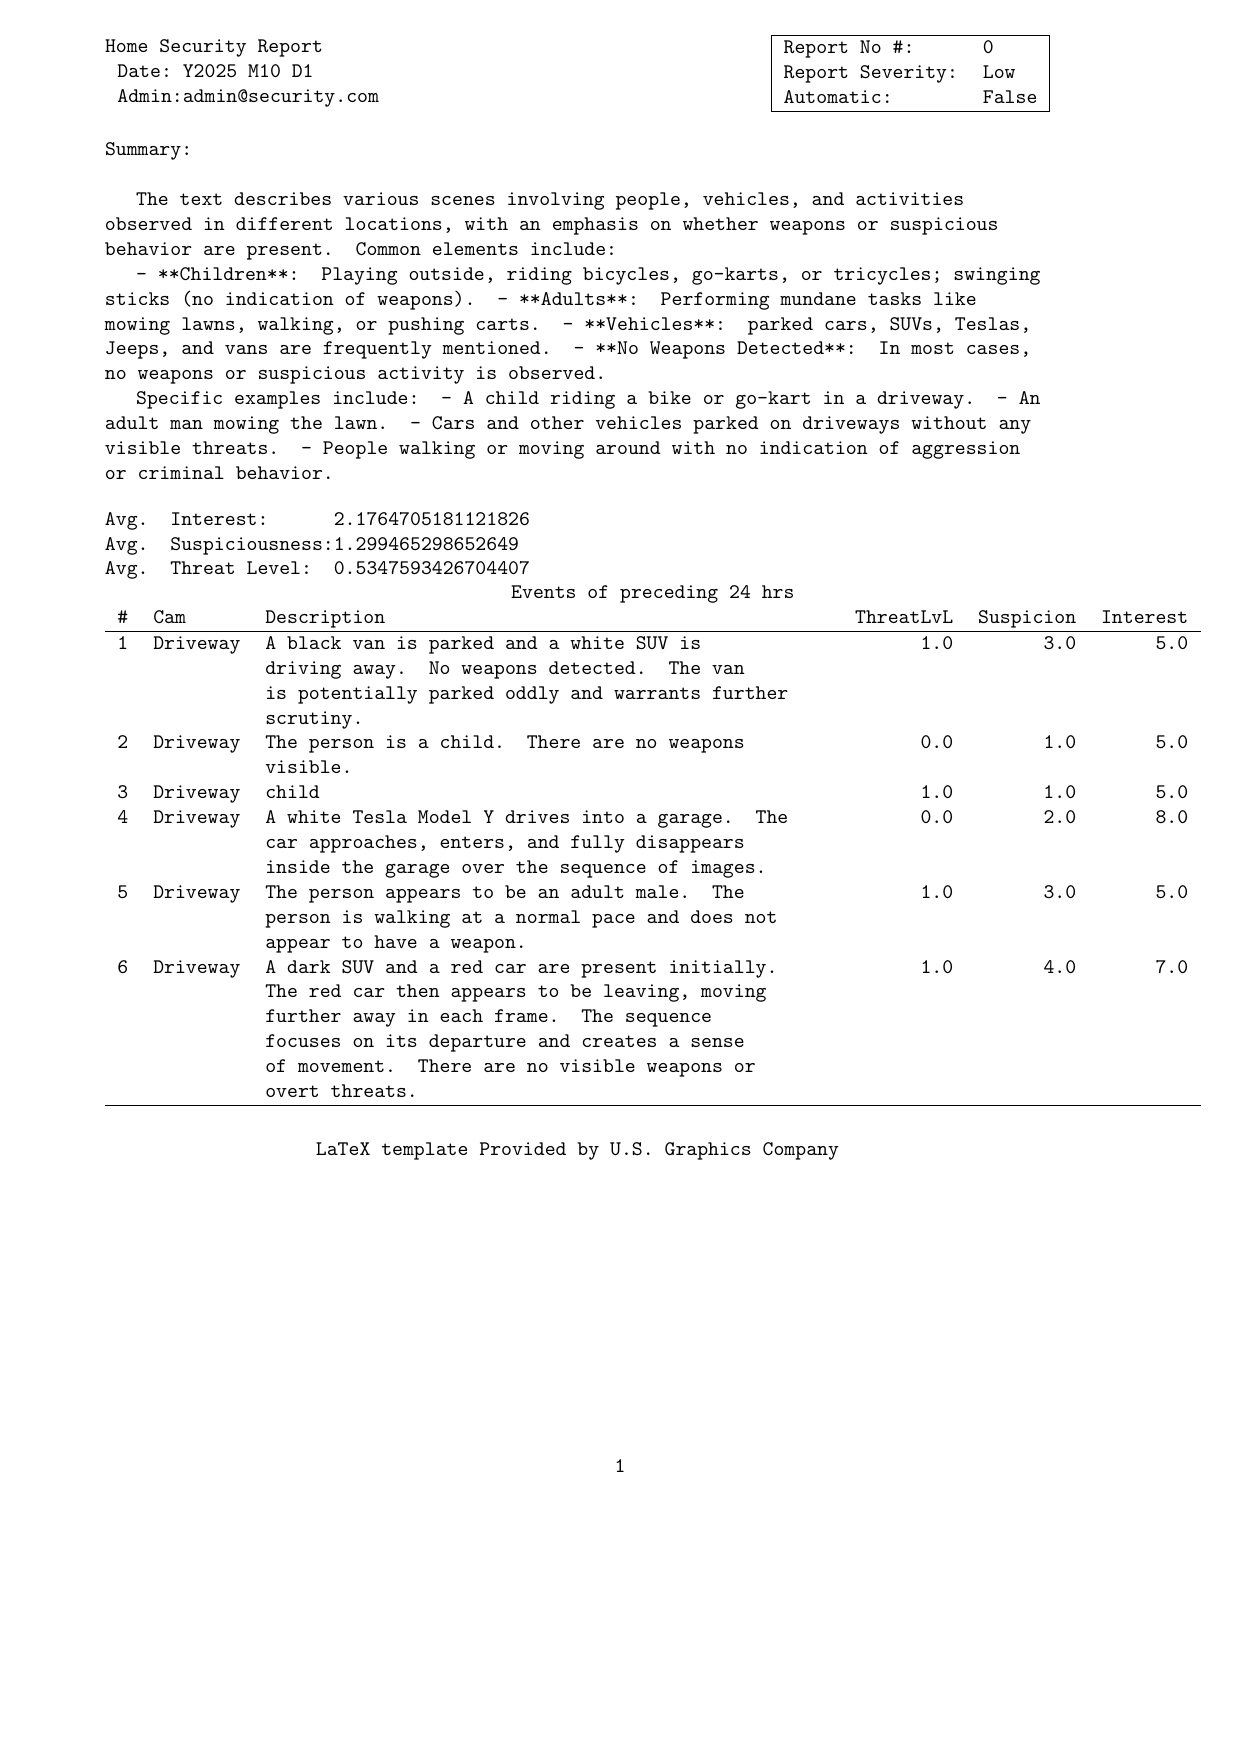 Home Security Report
Date: Y2025 M10 D1
Admin:admin@security.com
Report No #: 0
Report Severity: Low
Automatic: False
Summary:
The text describes various scenes involving people, vehicles, and activities
observed in different locations, with an emphasis on whether weapons or suspicious
behavior are present. Common elements include:
- **Children**: Playing outside, riding bicycles, go-karts, or tricycles; swinging
sticks (no indication of weapons). - **Adults**: Performing mundane tasks like
mowing lawns, walking, or pushing carts. - **Vehicles**: parked cars, SUVs, Teslas,
Jeeps, and vans are frequently mentioned. - **No Weapons Detected**: In most cases,
no weapons or suspicious activity is observed.
Specific examples include: - A child riding a bike or go-kart in a driveway. - An
adult man mowing the lawn. - Cars and other vehicles parked on driveways without any
visible threats. - People walking or moving around with no indication of aggression
or criminal behavior.
Avg. Interest: 2.1764705181121826
Avg. Suspiciousness:1.299465298652649
Avg. Threat Level: 0.5347593426704407
Events of preceding 24 hrs
# Cam Description ThreatLvL Suspicion Interest
1 Driveway A black van is parked and a white SUV is 1.0 3.0 5.0
driving away. No weapons detected. The van
is potentially parked oddly and warrants further
scrutiny.
2 Driveway The person is a child. There are no weapons 0.0 1.0 5.0
visible.
3 Driveway child 1.0 1.0 5.0
4 Driveway A white Tesla Model Y drives into a garage. The 0.0 2.0 8.0
car approaches, enters, and fully disappears
inside the garage over the sequence of images.
5 Driveway The person appears to be an adult male. The 1.0 3.0 5.0
person is walking at a normal pace and does not
appear to have a weapon.
6 Driveway A dark SUV and a red car are present initially. 1.0 4.0 7.0
The red car then appears to be leaving, moving
further away in each frame. The sequence
focuses on its departure and creates a sense
of movement. There are no visible weapons or
overt threats.
LaTeX template Provided by U.S. Graphics Company
1